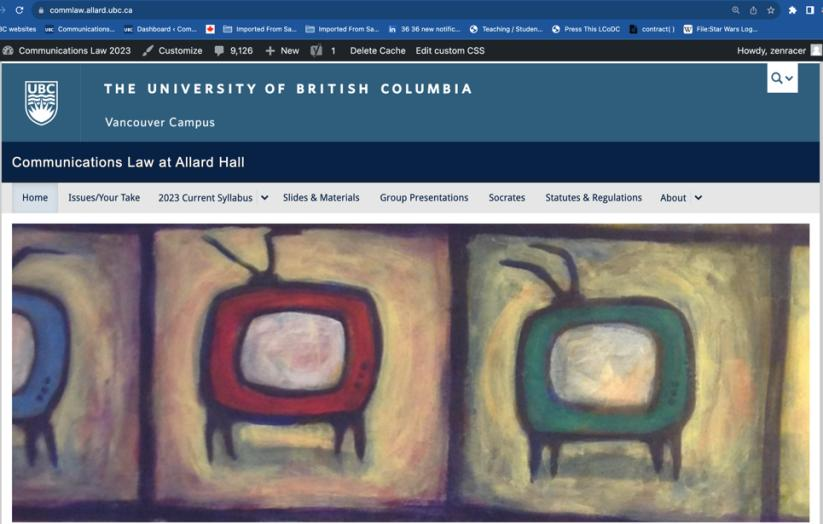 commlaw.allard.ubc.ca
BC websites UBC Communications... UBC Dashboard ‹ Com... Imported From Sa... Imported From Sa... in 36 36 new notific... Teaching / Studen... Press This LCoDC contract( ) W File:Star Wars Log...
Communications Law 2023 Customize 9,126 + New 1 Delete Cache Edit custom CSS Howdy, zenracer
UBC THE UNIVERSITY OF BRITISH COLUMBIA
Vancouver Campus
Communications Law at Allard Hall
Home Issues/Your Take 2023 Current Syllabus Slides & Materials Group Presentations Socrates Statutes & Regulations About